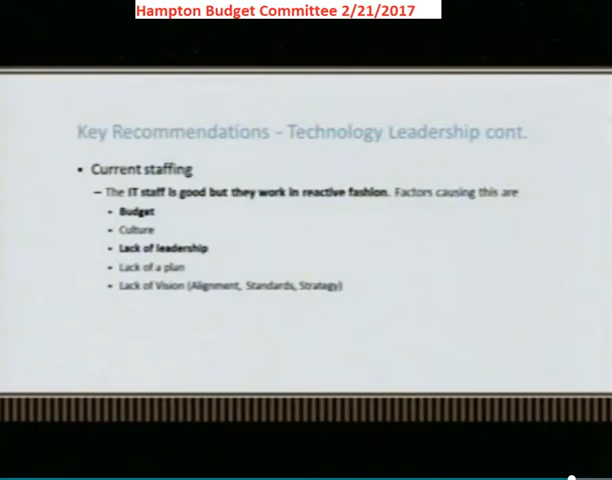 Hampton Budget Committee 2/21/2017
Key Recommendations - Technology Leadership cont.
• Current staffing
– The IT staff is good but they work in reactive fashion. Factors causing this are
• Budget
• Culture
• Lack of leadership
• Lack of a plan
• Lack of Vision (Alignment, Standards, Strategy)